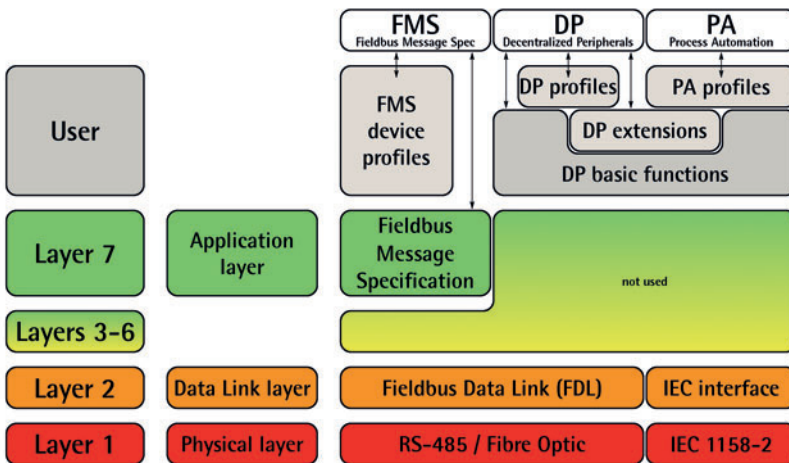 FMS
Fieldbus Message Spec
DP
Decentralized Peripherals
PA
Process Automation
User
FMS
device
profiles
DP profiles
PA profiles
DP extensions
DP basic functions
Layer 7
Application
layer
Fieldbus
Message
Specification
not used
Layers 3-6
Layer 2
Data Link layer
Fieldbus Data Link (FDL)
IEC interface
Layer 1
Physical layer
RS-485 / Fibre Optic
IEC 1158-2